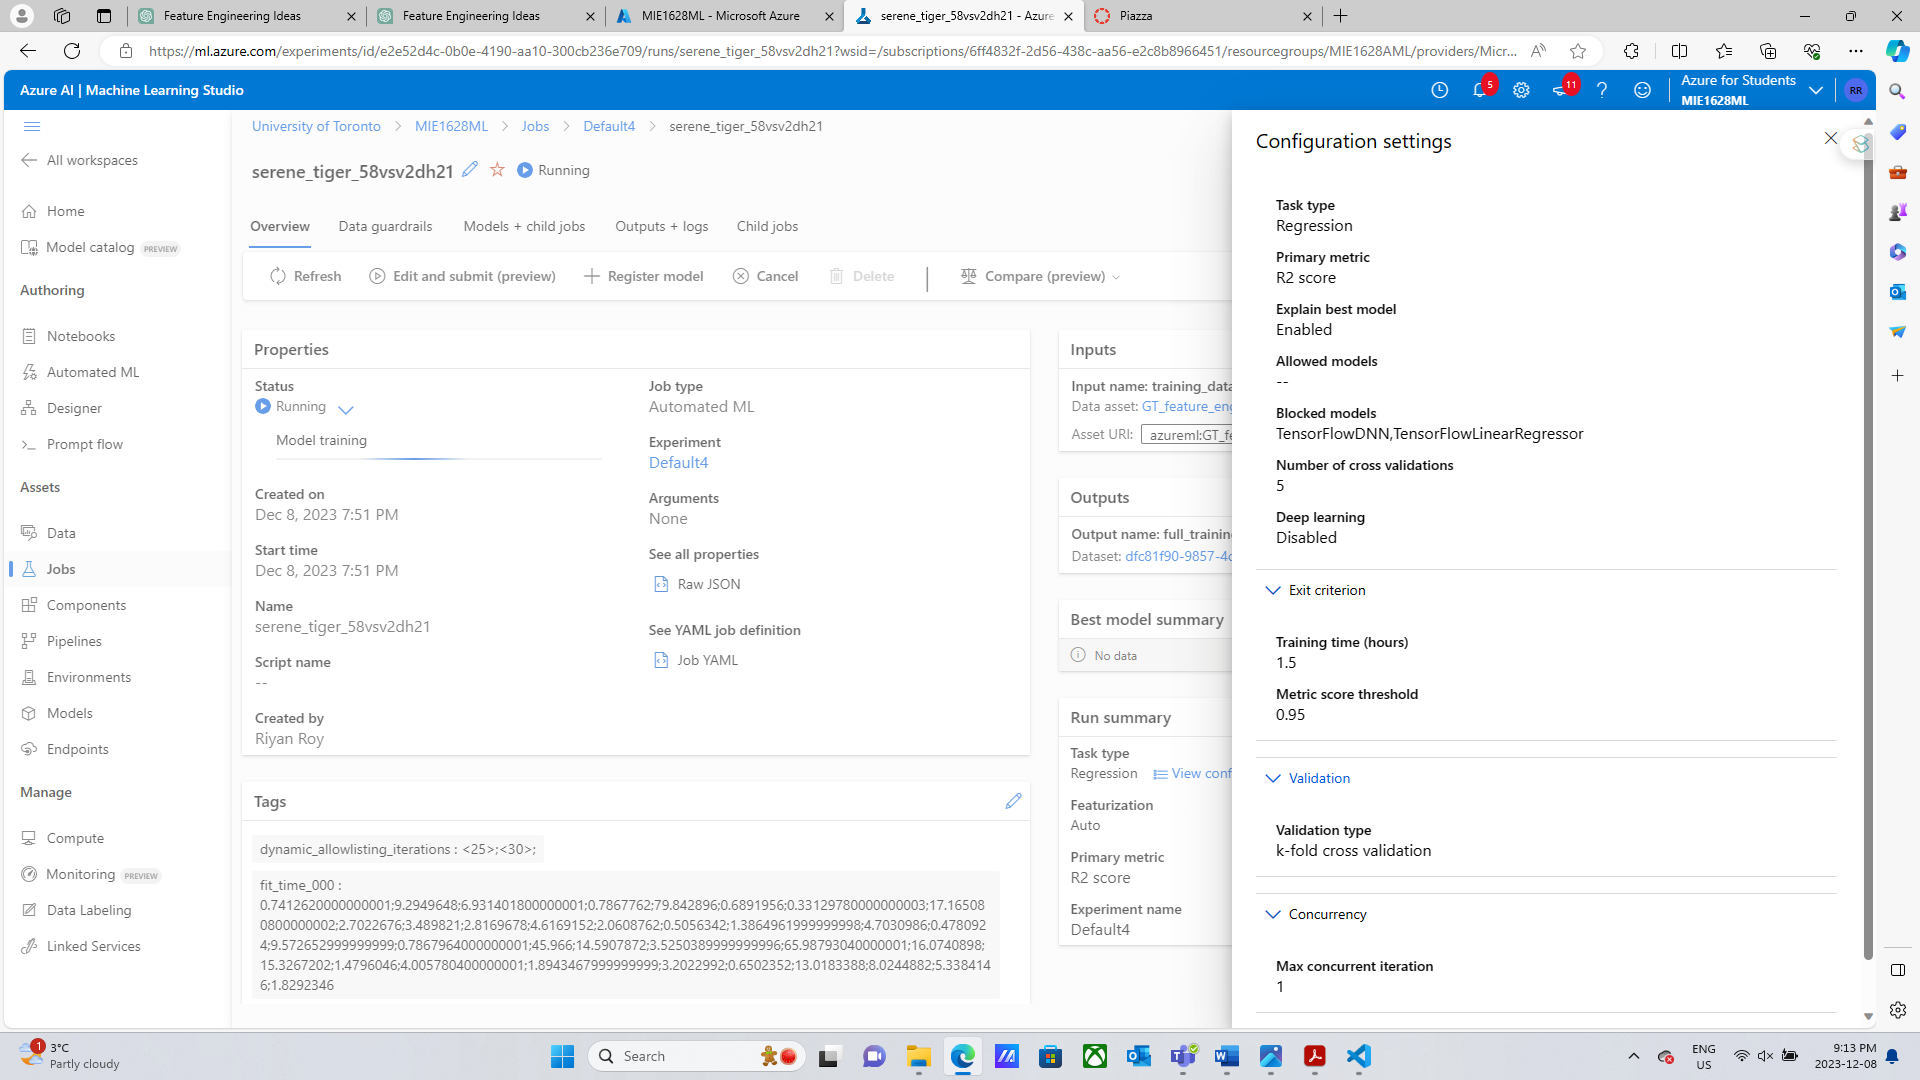 Feature Engineering Ideas
Feature Engineering Ideas
MIE1628ML - Microsoft Azure
serene_tiger_58vsv2dh21 - Azure
Piazza
https://ml.azure.com/experiments/id/e2e52d4c-0b0e-4190-aa10-300cb236e709/runs/serene_tiger_58vsv2dh21?wsid=/subscriptions/6ff4832f-2d56-438c-aa56-e2c8b8966451/resourcegroups/MIE1628AML/providers/Micr...
Azure AI | Machine Learning Studio
5
11
Azure for Students
MIE1628ML
RR
All workspaces
Home
Model catalog PREVIEW
Authoring
Notebooks
Automated ML
Designer
Prompt flow
Assets
Data
Jobs
Components
Pipelines
Environments
Models
Endpoints
Manage
Compute
Monitoring PREVIEW
Data Labeling
Linked Services
University of Toronto > MIE1628ML > Jobs > Default4 > serene_tiger_58vsv2dh21
serene_tiger_58vsv2dh21 Running
Overview Data guardrails Models + child jobs Outputs + logs Child jobs
Refresh Edit and submit (preview) Register model Cancel Delete Compare (preview)
Properties
Status
Running
Model training
Created on
Dec 8, 2023 7:51 PM
Start time
Dec 8, 2023 7:51 PM
Name
serene_tiger_58vsv2dh21
Script name
--
Created by
Riyan Roy
Job type
Automated ML
Experiment
Default4
Arguments
None
See all properties
Raw JSON
See YAML job definition
Job YAML
Tags
dynamic_allowlisting_iterations : <25>;<30>;
fit_time_000 :
0.7412620000000001;9.2949648;6.931401800000001;0.7867762;79.842896;0.6891956;0.33129780000000003;17.16508
0800000002;2.7022676;3.489821;2.8169678;4.6169152;2.0608762;0.5056342;1.3864961999999998;4.7030986;0.478092
4;9.572652999999999;0.7867964000000001;45.966;14.5907872;3.5250389999999996;65.98793040000001;16.0740898;
15.3267202;1.4796046;4.005780400000001;1.8943467999999999;3.2022992;0.6502352;13.0183388;8.0244882;5.338414
6;1.8292346
Inputs
Input name: training_data
Data asset: GT_feature_eng
Asset URI: azureml:GT_fe
Outputs
Output name: full_training
Dataset: dfc81f90-9857-4c
Best model summary
No data
Run summary
Task type
Regression View conf
Featurization
Auto
Primary metric
R2 score
Experiment name
Default4
Configuration settings
Task type
Regression
Primary metric
R2 score
Explain best model
Enabled
Allowed models
--
Blocked models
TensorFlowDNN,TensorFlowLinearRegressor
Number of cross validations
5
Deep learning
Disabled
Exit criterion
Training time (hours)
1.5
Metric score threshold
0.95
Validation
Validation type
k-fold cross validation
Concurrency
Max concurrent iteration
1
1
3°C
Partly cloudy
Search
ENG
US
9:13 PM
2023-12-08